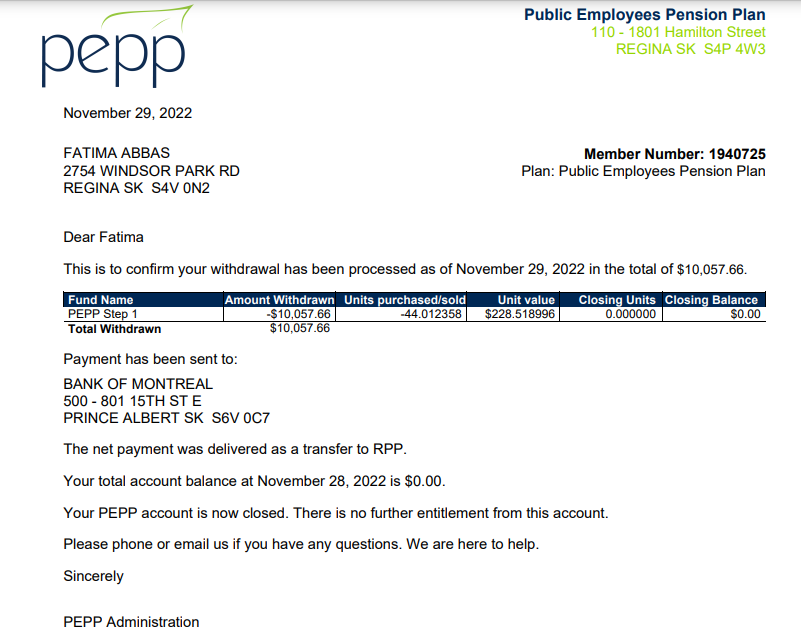 pepp
Public Employees Pension Plan
110 - 1801 Hamilton Street
REGINA SK  S4P 4W3
November 29, 2022
FATIMA ABBAS
2754 WINDSOR PARK RD
REGINA SK  S4V 0N2
Member Number: 1940725
Plan: Public Employees Pension Plan
Dear Fatima
This is to confirm your withdrawal has been processed as of November 29, 2022 in the total of $10,057.66.
Fund Name Amount Withdrawn Units purchased/sold Unit value Closing Units Closing Balance
PEPP Step 1 -$10,057.66 -44.012358 $228.518996 0.000000 $0.00
Total Withdrawn $10,057.66
Payment has been sent to:
BANK OF MONTREAL
500 - 801 15TH ST E
PRINCE ALBERT SK  S6V 0C7
The net payment was delivered as a transfer to RPP.
Your total account balance at November 28, 2022 is $0.00.
Your PEPP account is now closed. There is no further entitlement from this account.
Please phone or email us if you have any questions. We are here to help.
Sincerely
PEPP Administration